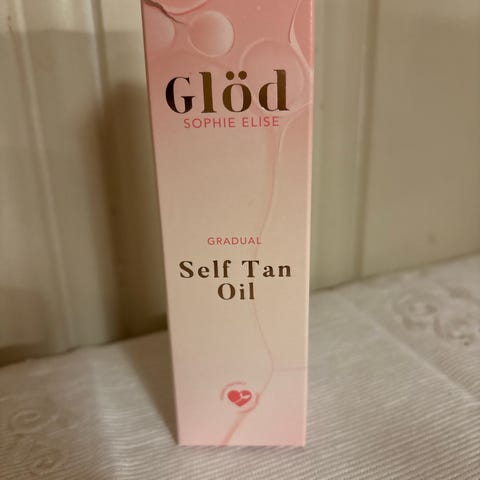 Glöd
SOPHIE ELISE
GRADUAL
Self Tan
Oil